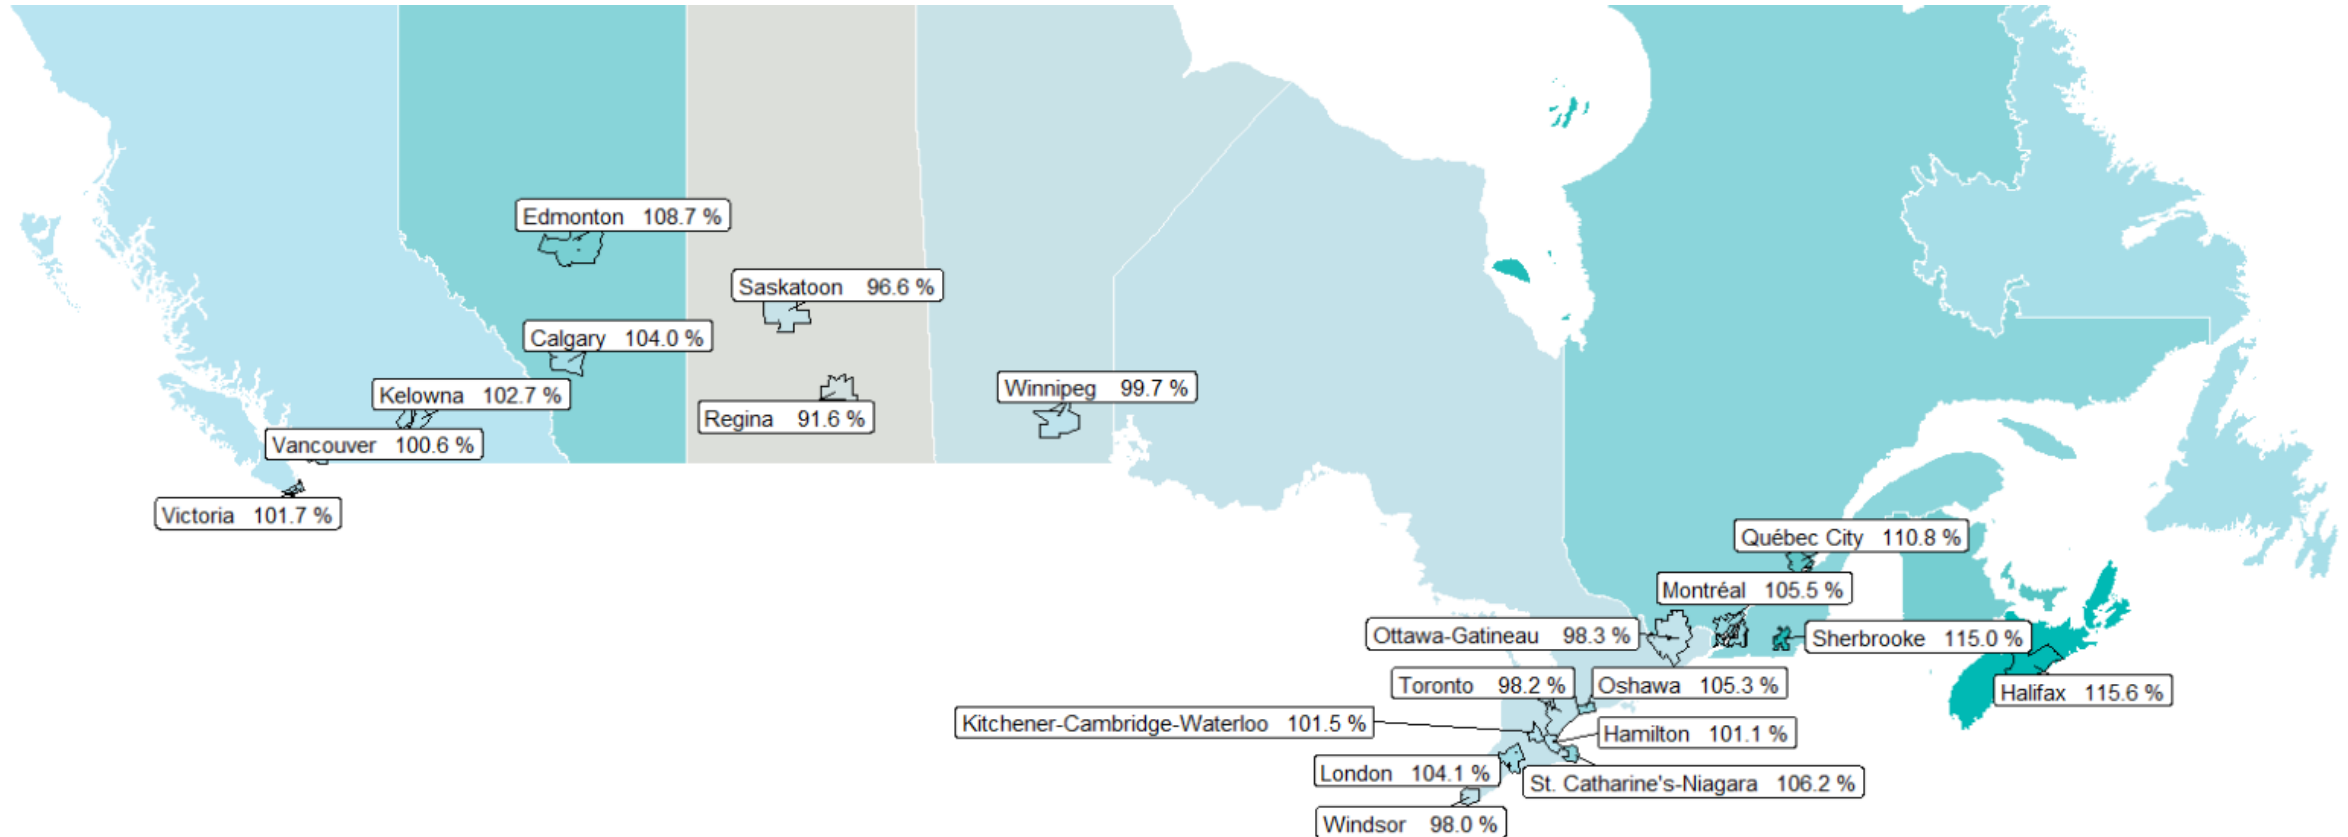 Edmonton 108.7 %
Saskatoon 96.6 %
Calgary 104.0 %
Kelowna 102.7 %
Winnipeg 99.7 %
Regina 91.6 %
Vancouver 100.6 %
Victoria 101.7 %
Québec City 110.8 %
Montréal 105.5 %
Ottawa-Gatineau 98.3 %
Sherbrooke 115.0 %
Toronto 98.2 %
Oshawa 105.3 %
Halifax 115.6 %
Kitchener-Cambridge-Waterloo 101.5 %
Hamilton 101.1 %
London 104.1 %
St. Catharine's-Niagara 106.2 %
Windsor 98.0 %